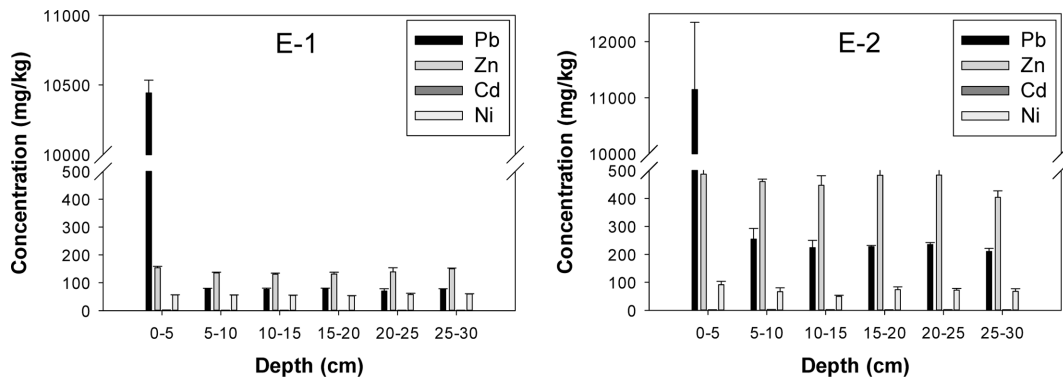 E-1
Concentration (mg/kg)
11000
10500
10000
500
400
300
200
100
0
Pb
Zn
Cd
Ni
0-5 5-10 10-15 15-20 20-25 25-30
Depth (cm)
E-2
Concentration (mg/kg)
12000
11000
10000
500
400
300
200
100
0
Pb
Zn
Cd
Ni
0-5 5-10 10-15 15-20 20-25 25-30
Depth (cm)